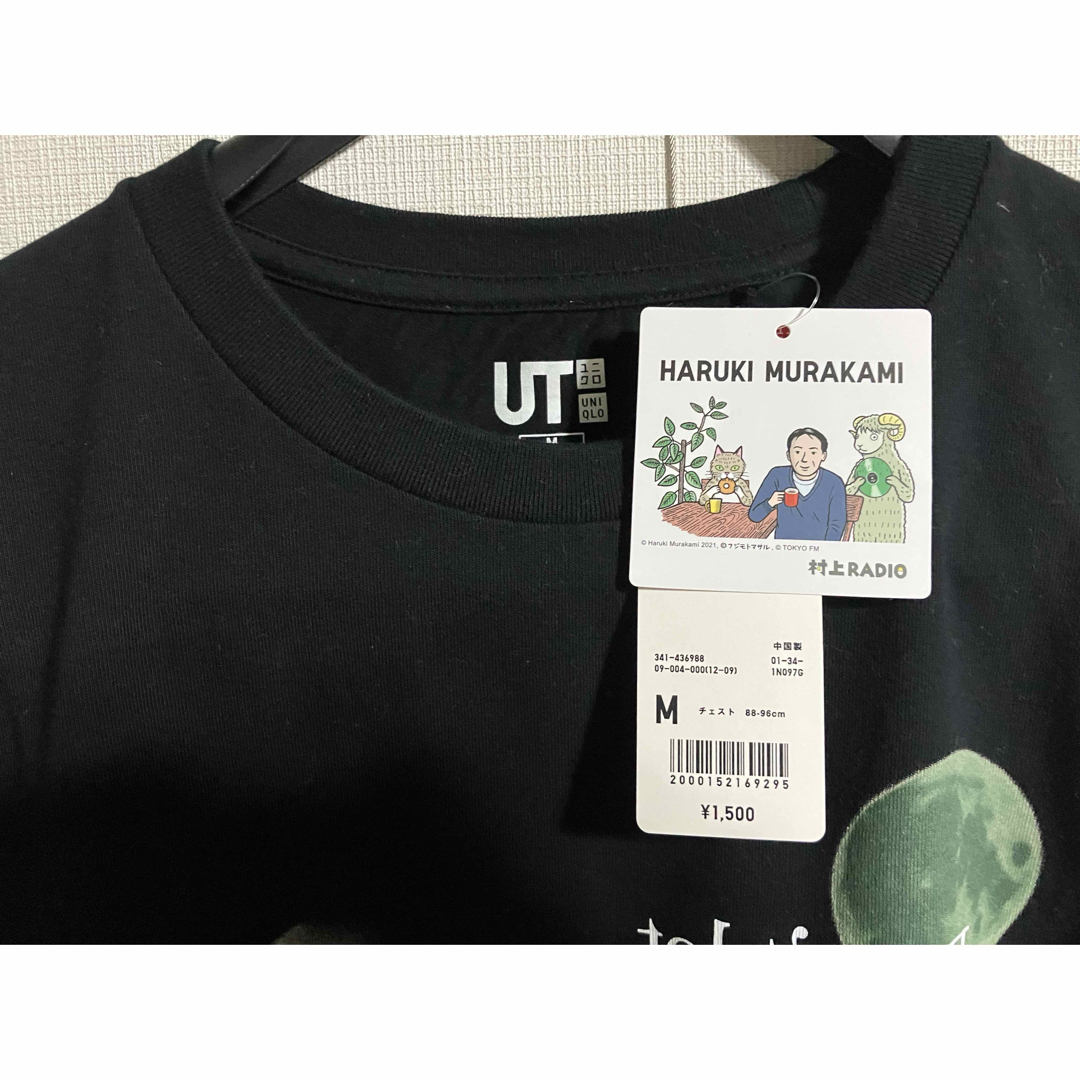 UT
ユニ
クロ
UNI
QLO
M
HARUKI MURAKAMI
© Haruki Murakami 2021, ©フジモトマサル, © TOKYO FM
村上RADIO
中国製
341-436988 01-34-
09-004-000(12-09) 1N097G
M チェスト 88-96cm
2000152169295
¥1,500